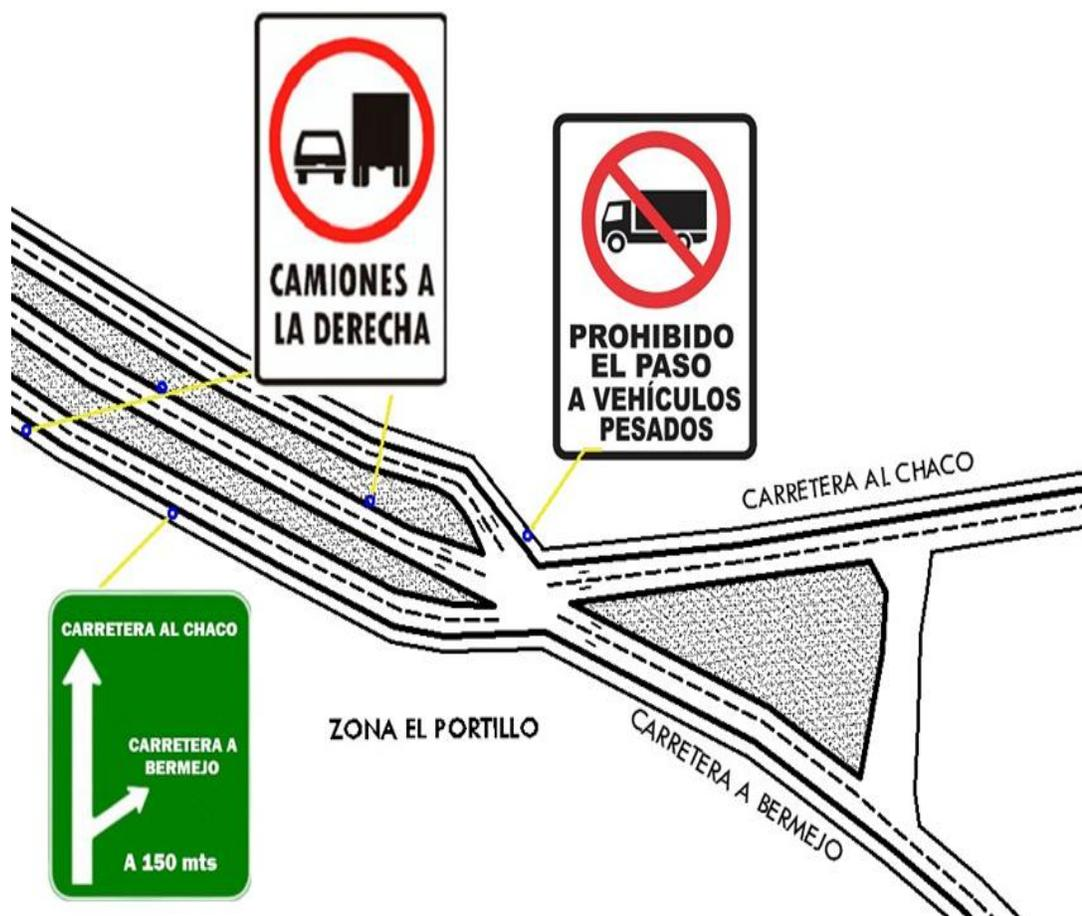 CAMIONES A
LA DERECHA
PROHIBIDO
EL PASO
A VEHÍCULOS
PESADOS
CARRETERA AL CHACO
CARRETERA AL CHACO
CARRETERA A
BERMEJO
A 150 mts
ZONA EL PORTILLO
CARRETERA A BERMEJO